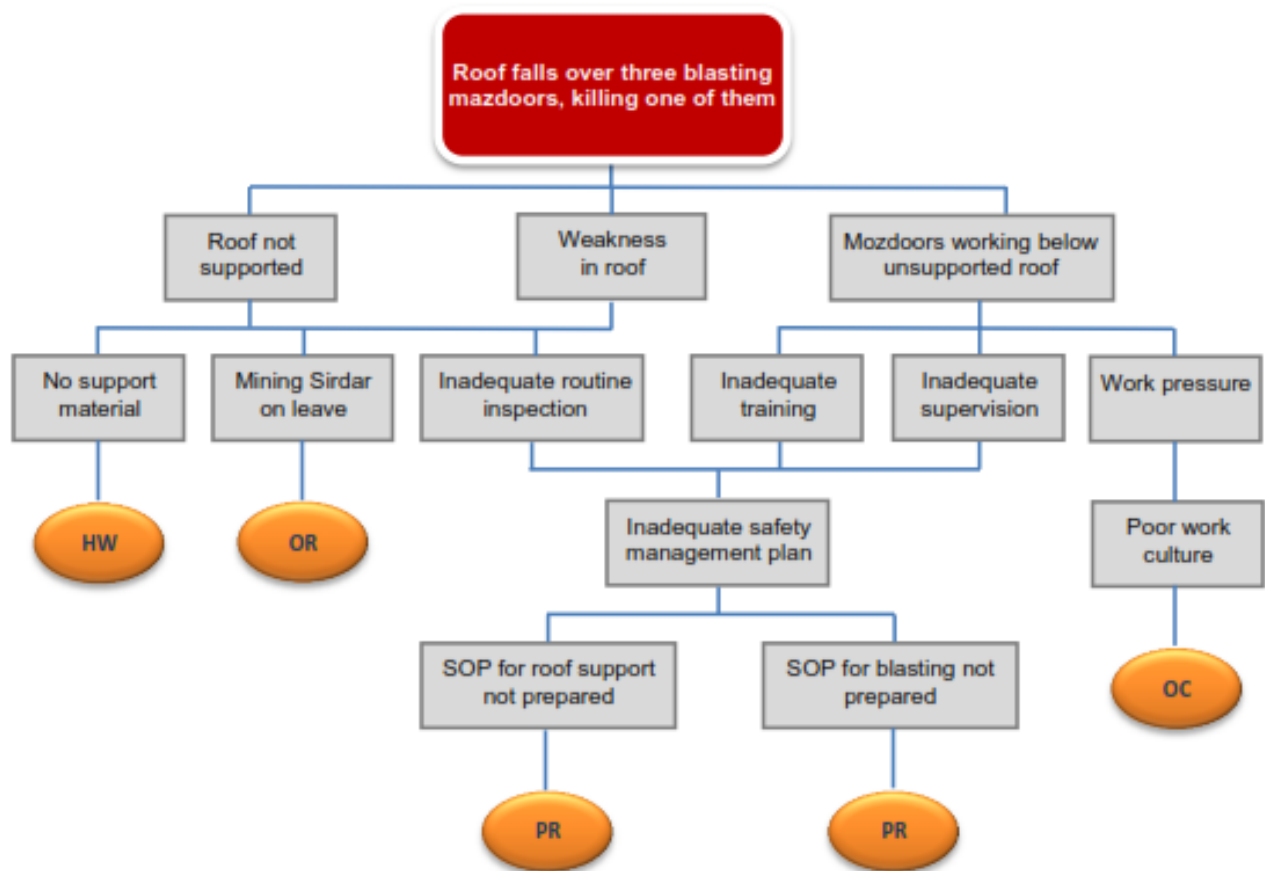 Roof falls over three blasting
mazdoors, killing one of them
Roof not
supported
Weakness
in roof
Mozdoors working below
unsupported roof
No support
material
Mining Sirdar
on leave
Inadequate routine
inspection
Inadequate
training
Inadequate
supervision
Work pressure
HW
OR
Inadequate safety
management plan
Poor work
culture
SOP for roof support
not prepared
SOP for blasting not
prepared
OC
PR
PR